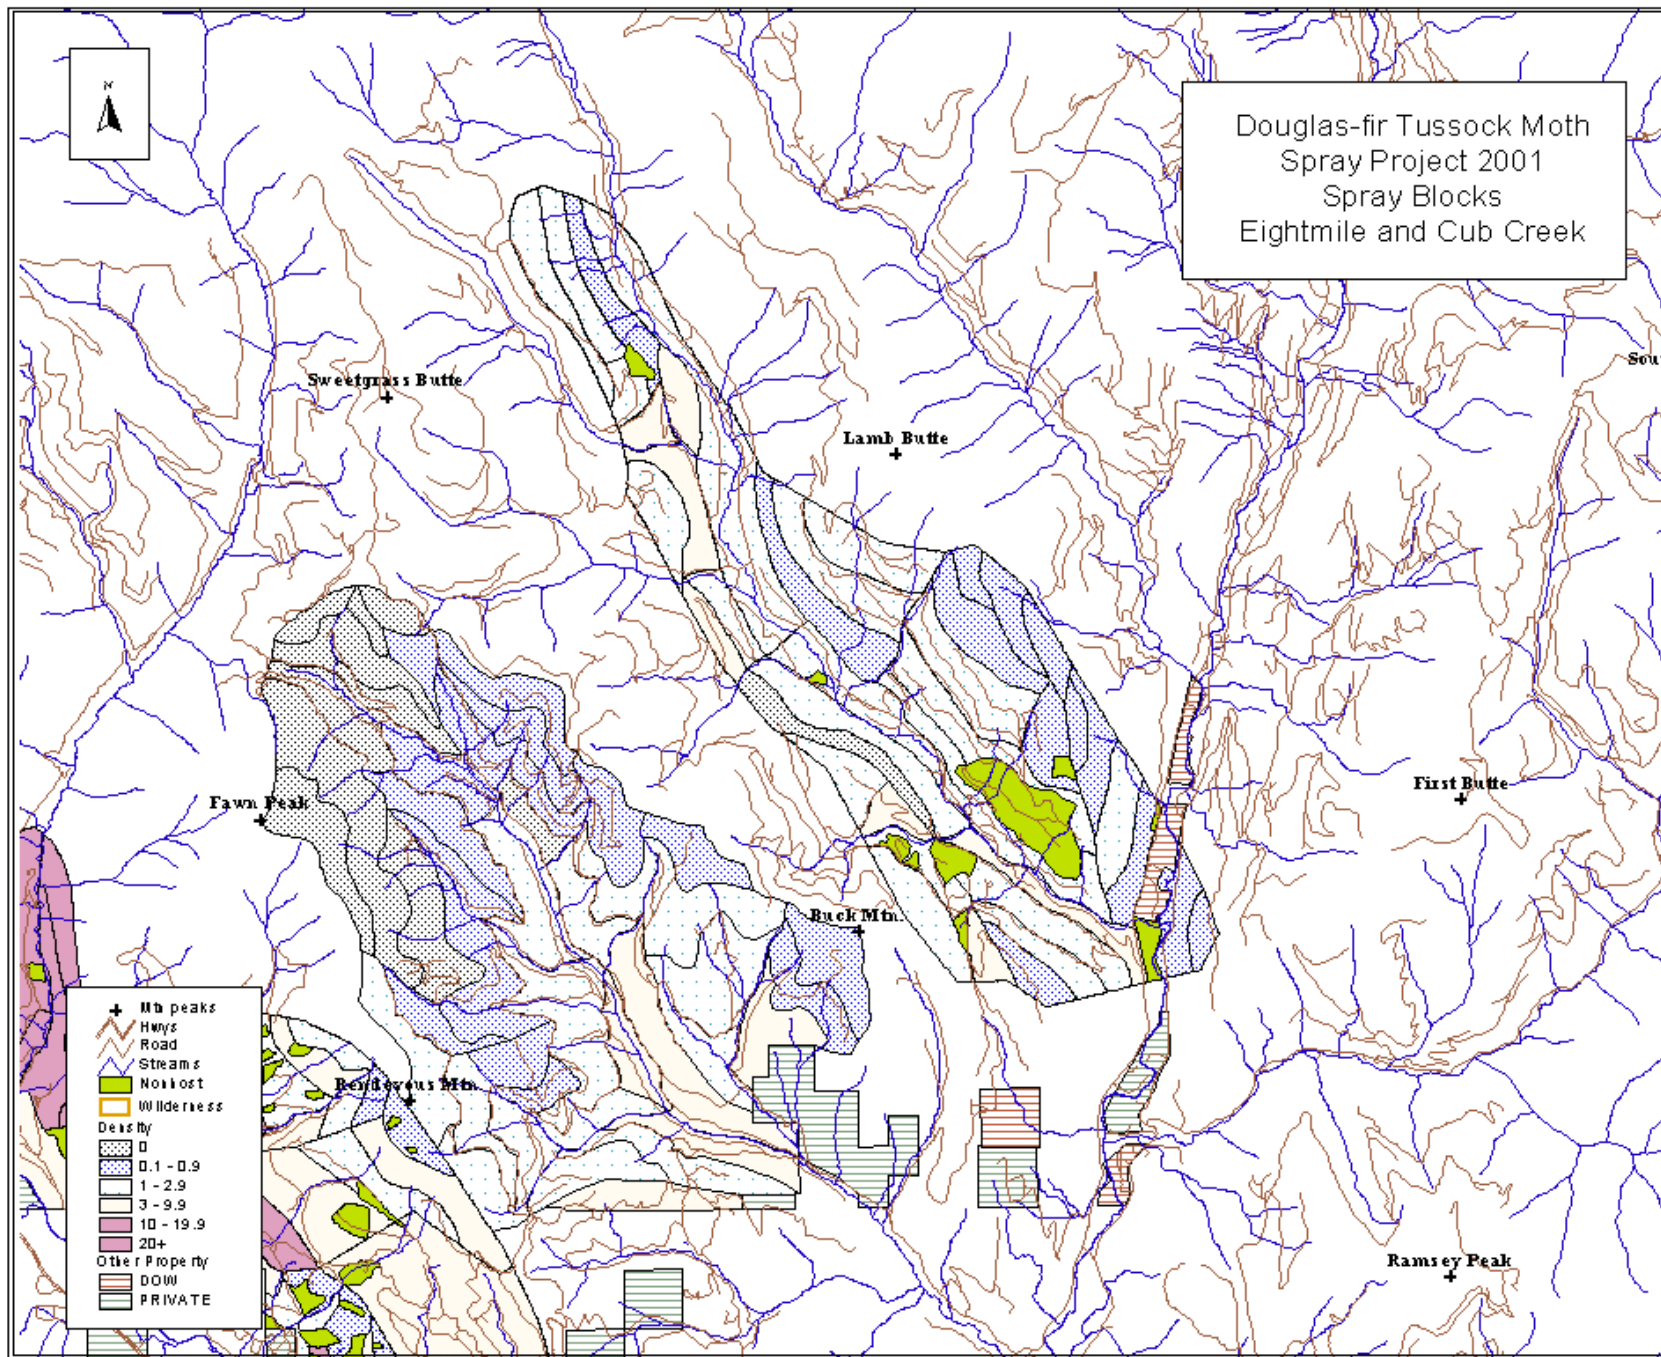 N
Douglas-fir Tussock Moth
Spray Project 2001
Spray Blocks
Eightmile and Cub Creek
Sweetgrass Butte
Lamb Butte
Fawn Peak
First Butte
Buck Mtn.
Rendevous Mtn.
Ramsey Peak
Mtn peaks
Hwys
Road
Streams
Nonhost
Wilderness
Density
0
0.1 - 0.9
1 - 2.9
3 - 9.9
10 - 19.9
20+
Other Property
DOW
PRIVATE